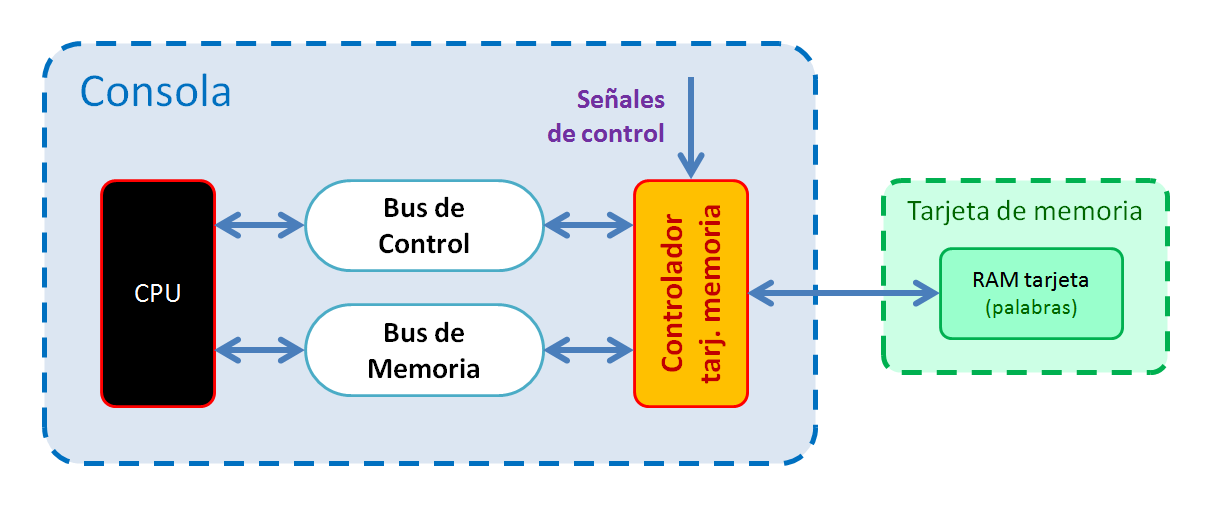 Consola
Señales
de control
CPU
Bus de
Control
Bus de
Memoria
Controlador
tarj. memoria
Tarjeta de memoria
RAM tarjeta
(palabras)